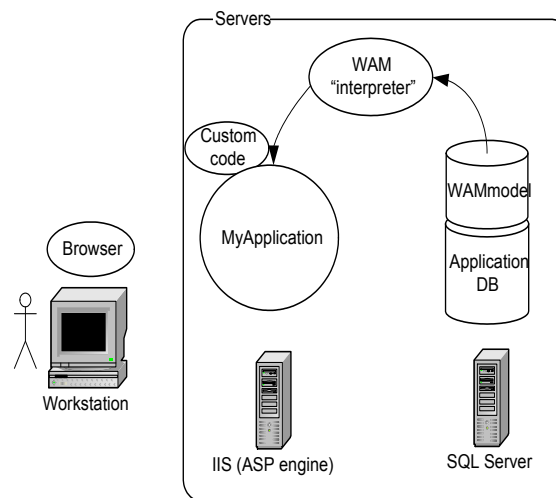 Servers
WAM
“interpreter”
Custom
code
WAMmodel
MyApplication
Browser
Application
DB
Workstation
IIS (ASP engine)
SQL Server